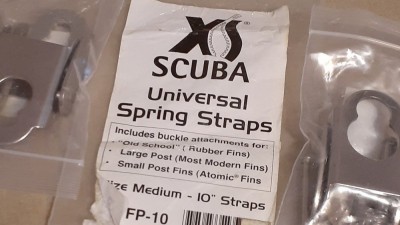 XS
SCUBA
Universal
Spring Straps
Includes buckle attachments for:
• "Old School" ( Rubber Fins)
• Large Post (Most Modern Fins)
• Small Post Fins (Atomic® Fins
Medium - 10" Straps
FP-10